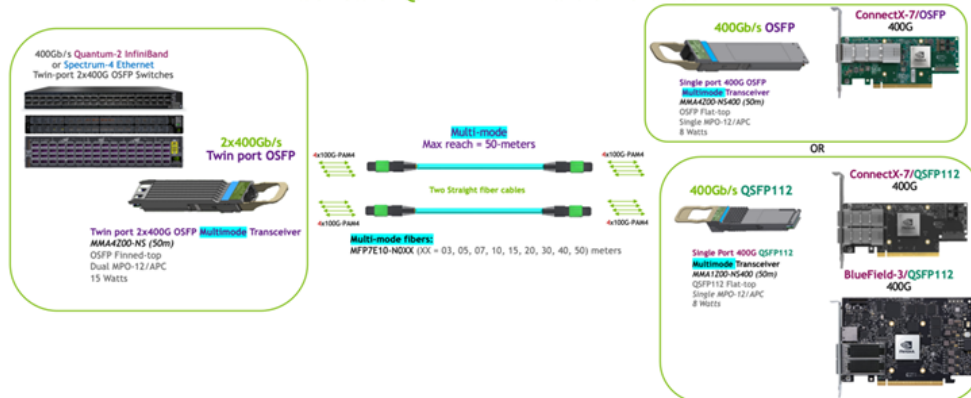 400Gb/s Quantum-2 InfiniBand
or Spectrum-4 Ethernet
Twin-port 2x400G OSFP Switches
2x400Gb/s
Twin port OSFP
Twin port 2x400G OSFP Multimode Transceiver
MMA4Z00-NS (50m)
OSFP Finned-top
Dual MPO-12/APC
15 Watts
Multi-mode
Max reach = 50-meters
4x100G-PAM4
4x100G-PAM4
Two Straight fiber cables
4x100G-PAM4
4x100G-PAM4
Multi-mode fibers:
MFP7E10-N0XX (XX = 03, 05, 07, 10, 15, 20, 30, 40, 50) meters
400Gb/s OSFP
Single port 400G OSFP
Multimode Transceiver
MMA4Z00-NS400 (50m)
OSFP Flat-top
Single MPO-12/APC
8 Watts
ConnectX-7/OSFP
400G
NVIDIA
OR
400Gb/s QSFP112
Single Port 400G QSFP112
Multimode Transceiver
MMA1Z00-NS400 (50m)
QSFP112 Flat-top
Single MPO-12/APC
8 Watts
ConnectX-7/QSFP112
400G
BlueField-3/QSFP112
400G
NVIDIA